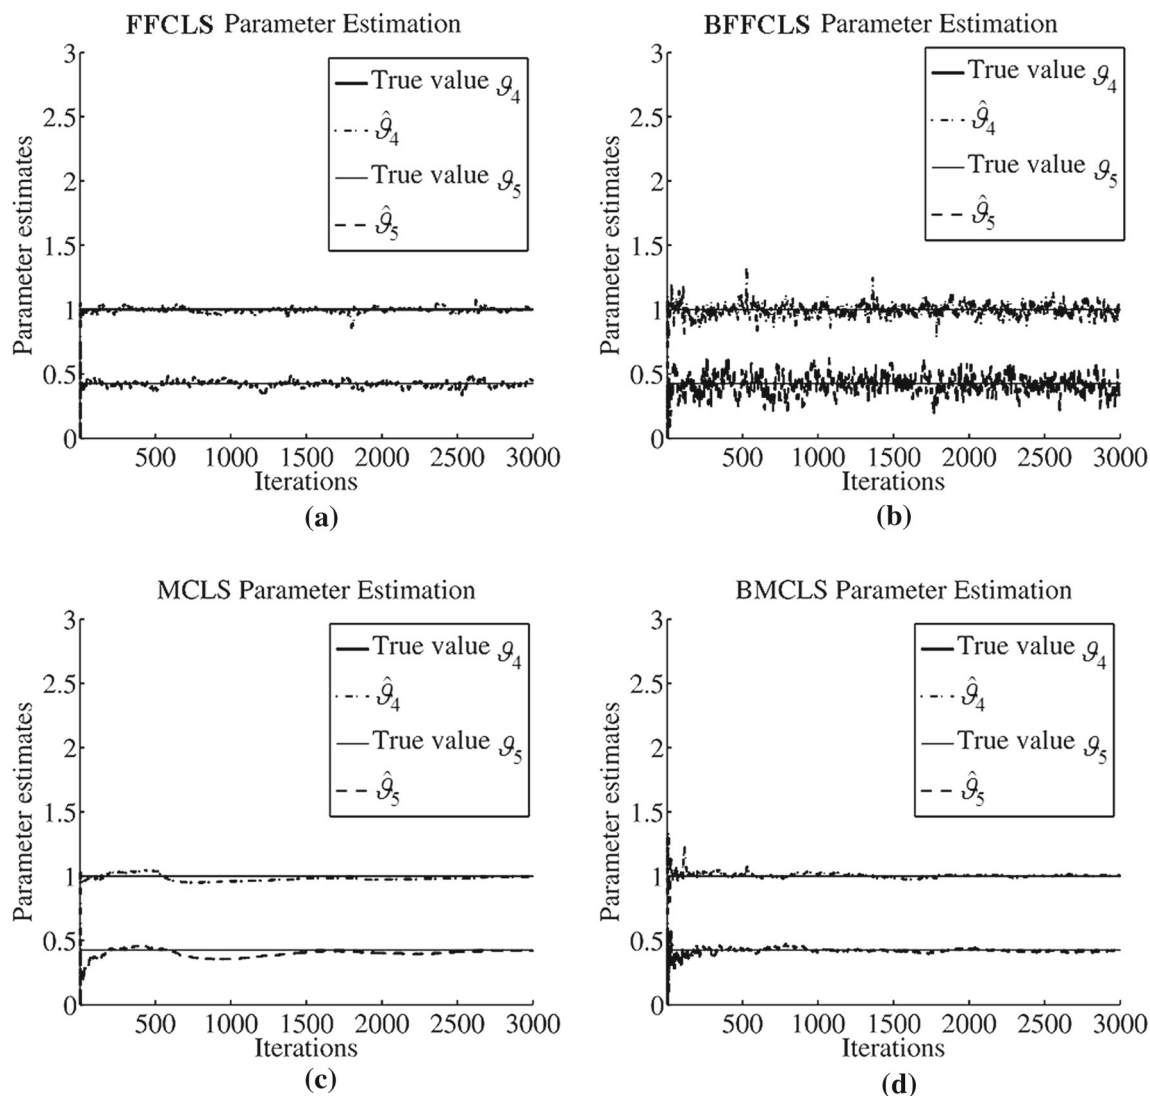 FFCLS Parameter Estimation
3
2.5
2
1.5
1
0.5
0
Parameter estimates
True value 𝜗4
𝜗̂4
True value 𝜗5
𝜗̂5
500 1000 1500 2000 2500 3000
Iterations
(a)
BFFCLS Parameter Estimation
3
2.5
2
1.5
1
0.5
0
Parameter estimates
True value 𝜗4
𝜗̂4
True value 𝜗5
𝜗̂5
500 1000 1500 2000 2500 3000
Iterations
(b)
MCLS Parameter Estimation
3
2.5
2
1.5
1
0.5
0
Parameter estimates
True value 𝜗4
𝜗̂4
True value 𝜗5
𝜗̂5
500 1000 1500 2000 2500 3000
Iterations
(c)
BMCLS Parameter Estimation
3
2.5
2
1.5
1
0.5
0
Parameter estimates
True value 𝜗4
𝜗̂4
True value 𝜗5
𝜗̂5
500 1000 1500 2000 2500 3000
Iterations
(d)